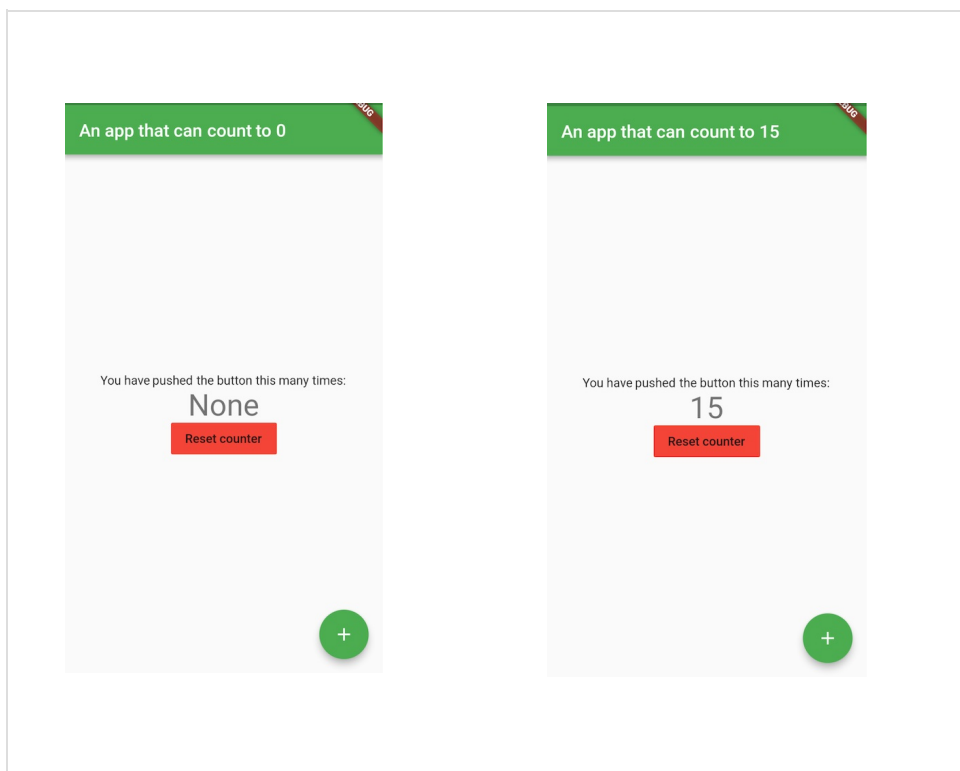 An app that can count to 0
You have pushed the button this many times:
None
Reset counter
+
An app that can count to 15
You have pushed the button this many times:
15
Reset counter
+